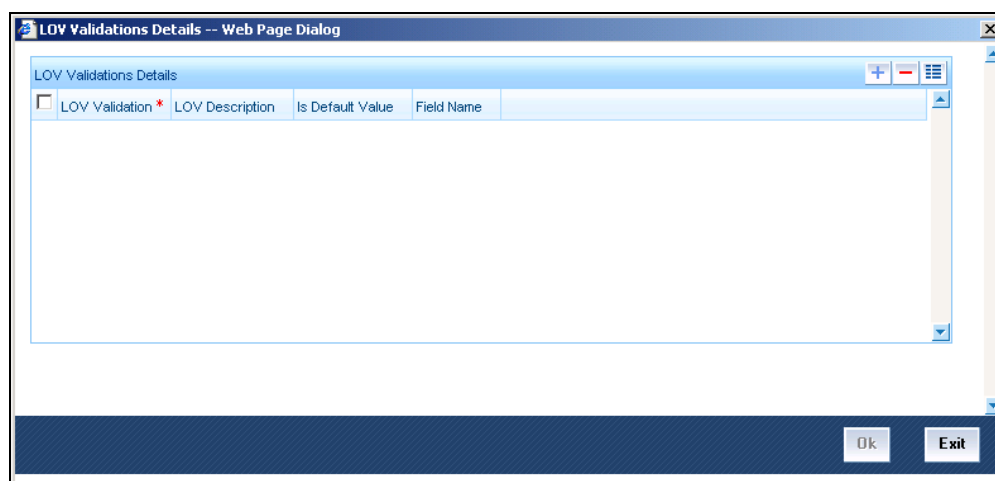 LOV Validations Details -- Web Page Dialog
LOV Validations Details
LOV Validation * LOV Description Is Default Value Field Name
Ok Exit